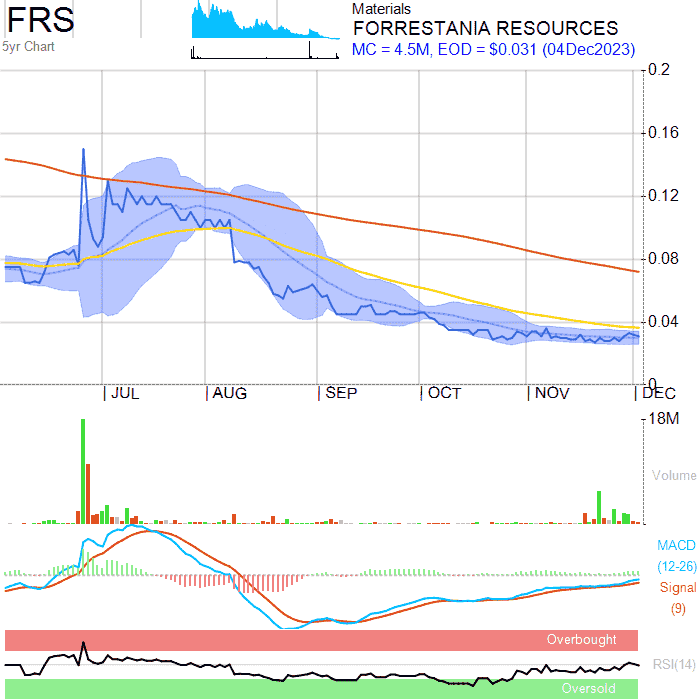 FRS
5yr Chart
Materials
FORRESTANIA RESOURCES
MC = 4.5M, EOD = $0.031 (04Dec2023)
0.2
0.16
0.12
0.08
0.04
0
JUL AUG SEP OCT NOV DEC
18M
Volume
MACD
(12-26)
Signal
(9)
Overbought
RSI(14)
Oversold